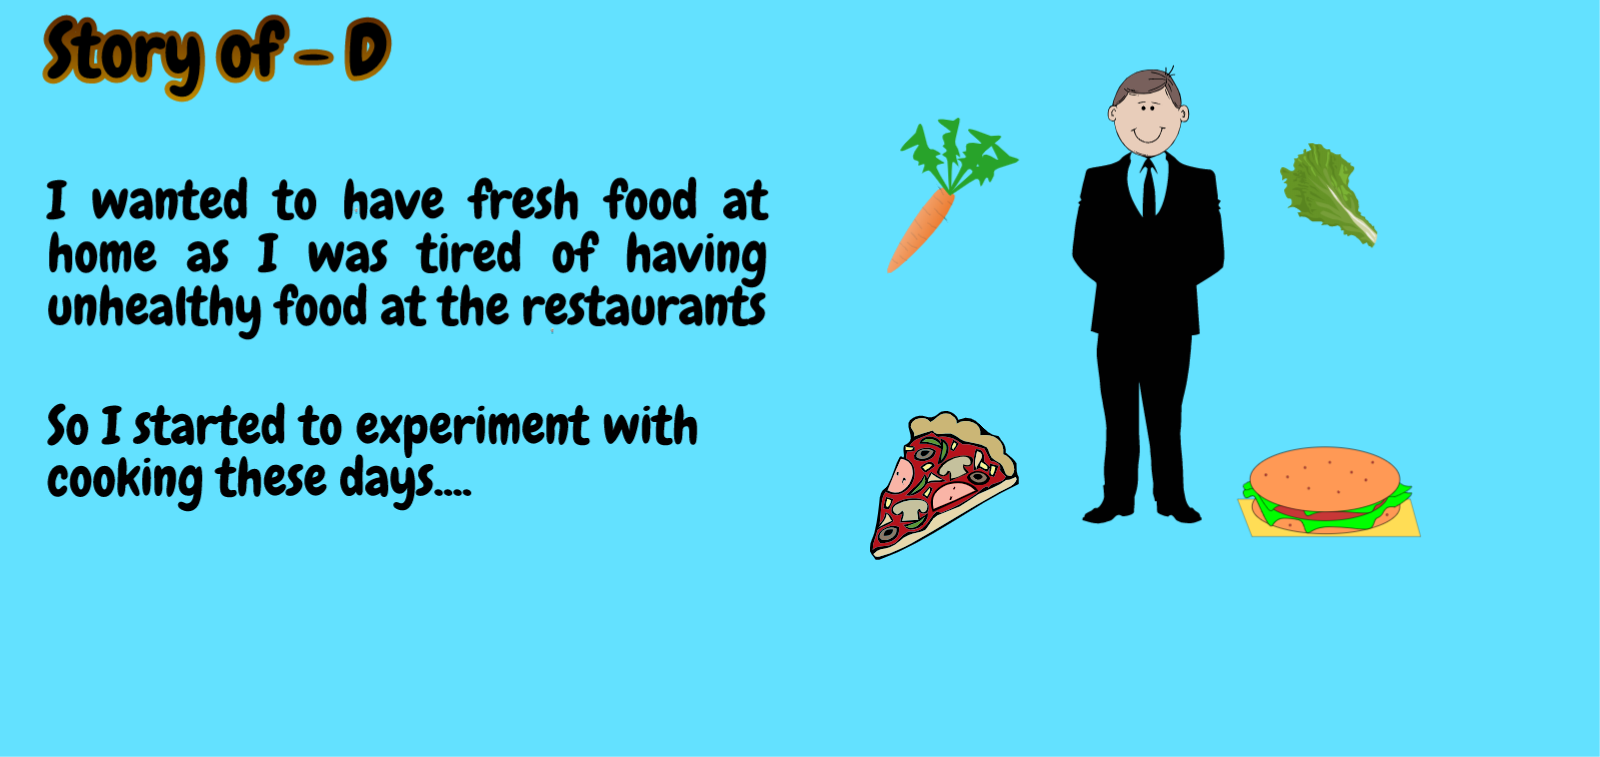 Story of - D
I wanted to have fresh food at
home as I was tired of having
unhealthy food at the restaurants
So I started to experiment with
cooking these days....